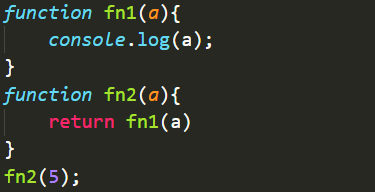 function fn1(a){
    console.log(a);
}
function fn2(a){
    return fn1(a)
}
fn2(5);